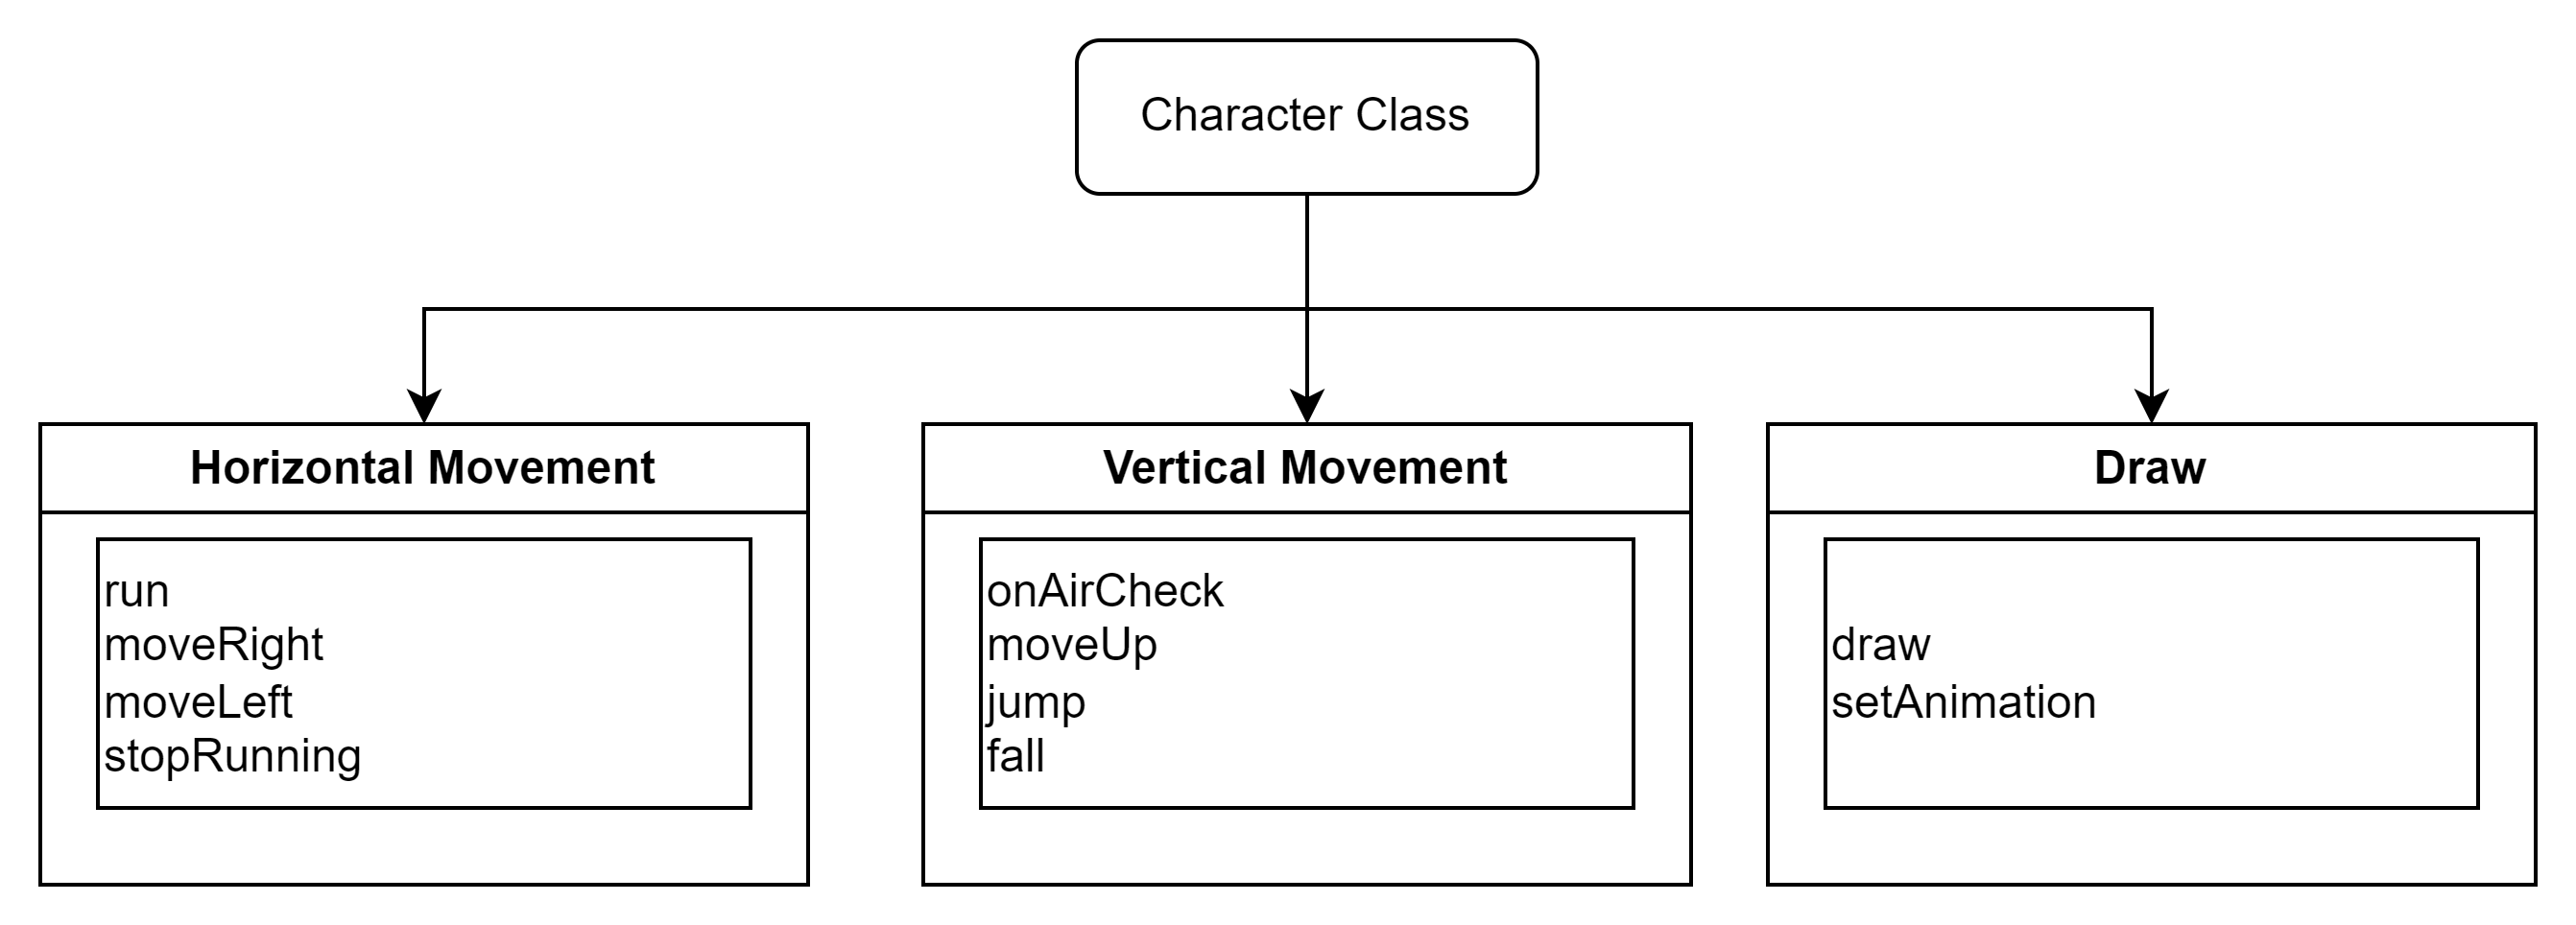 Character Class
Horizontal Movement
run
moveRight
moveLeft
stopRunning
Vertical Movement
onAirCheck
moveUp
jump
fall
Draw
draw
setAnimation